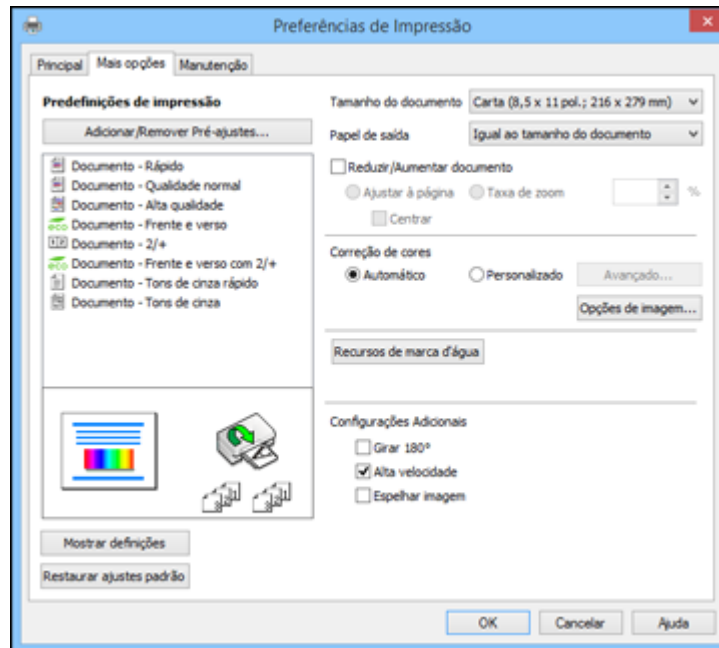 Preferências de Impressão
Principal
Mais opções
Manutenção
Predefinições de impressão
Adicionar/Remover Pré-ajustes...
Documento - Rápido
Documento - Qualidade normal
Documento - Alta qualidade
Documento - Frente e verso
Documento - 2/+
Documento - Frente e verso com 2/+
Documento - Tons de cinza rápido
Documento - Tons de cinza
Mostrar definições
Restaurar ajustes padrão
Tamanho do documento
Carta (8,5 x 11 pol.; 216 x 279 mm)
Papel de saída
Igual ao tamanho do documento
Reduzir/Aumentar documento
Ajustar à página
Taxa de zoom
%
Centrar
Correção de cores
Automático
Personalizado
Avançado...
Opções de imagem...
Recursos de marca d'água
Configurações Adicionais
Girar 180º
Alta velocidade
Espelhar imagem
OK
Cancelar
Ajuda